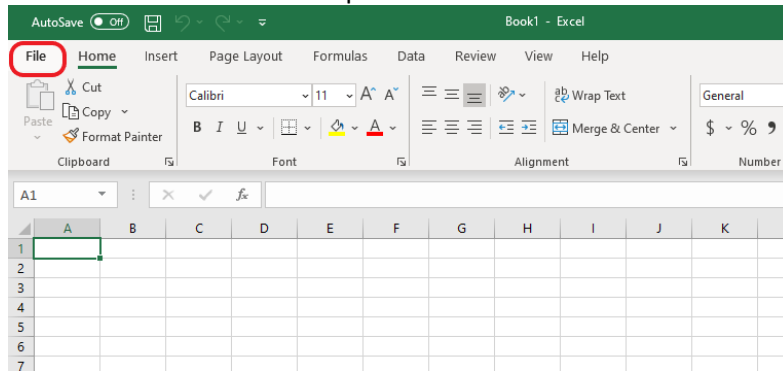 AutoSave Off Book1 - Excel
File Home Insert Page Layout Formulas Data Review View Help
Cut Calibri 11 A^ A˅ ab Wrap Text General
Paste Copy
Format Painter B I U A Merge & Center $ % 9
Clipboard Font Alignment Number
A1 fx
A B C D E F G H I J K
1
2
3
4
5
6
7